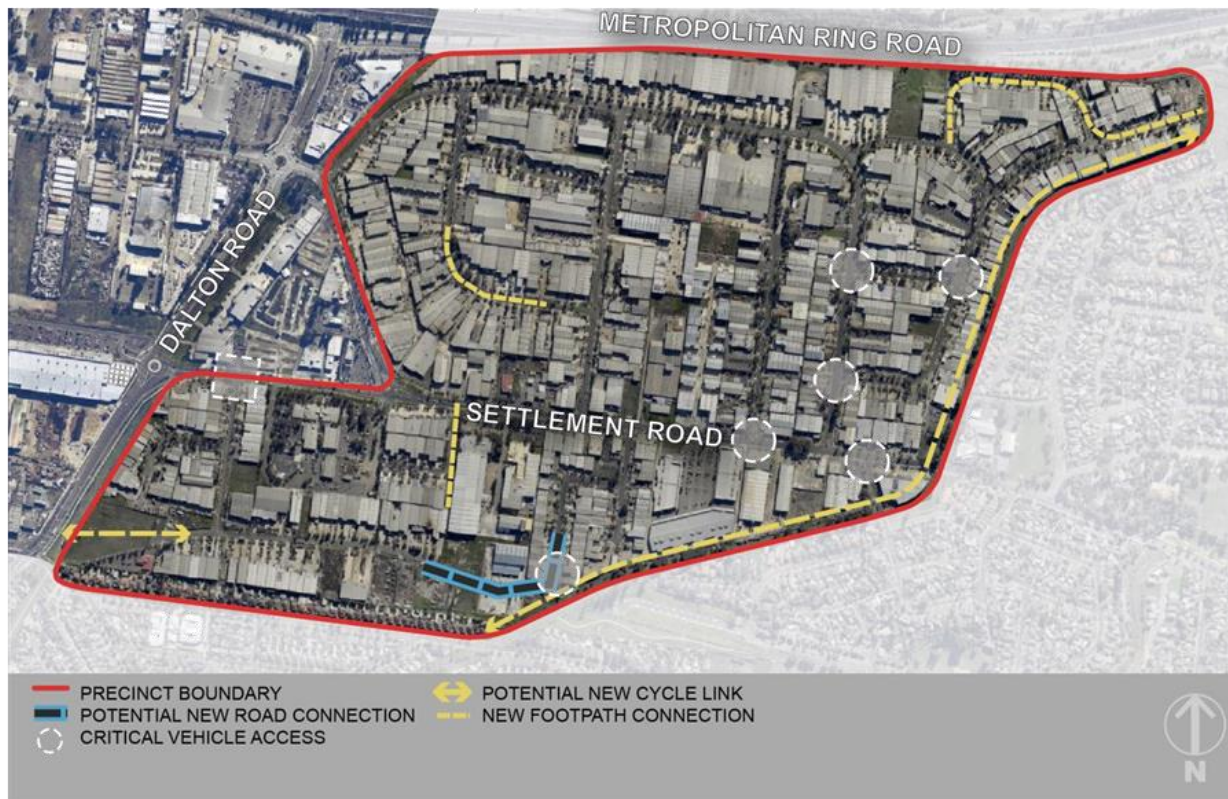 METROPOLITAN RING ROAD
DALTON ROAD
SETTLEMENT ROAD
PRECINCT BOUNDARY
POTENTIAL NEW ROAD CONNECTION
CRITICAL VEHICLE ACCESS
POTENTIAL NEW CYCLE LINK
NEW FOOTPATH CONNECTION
N